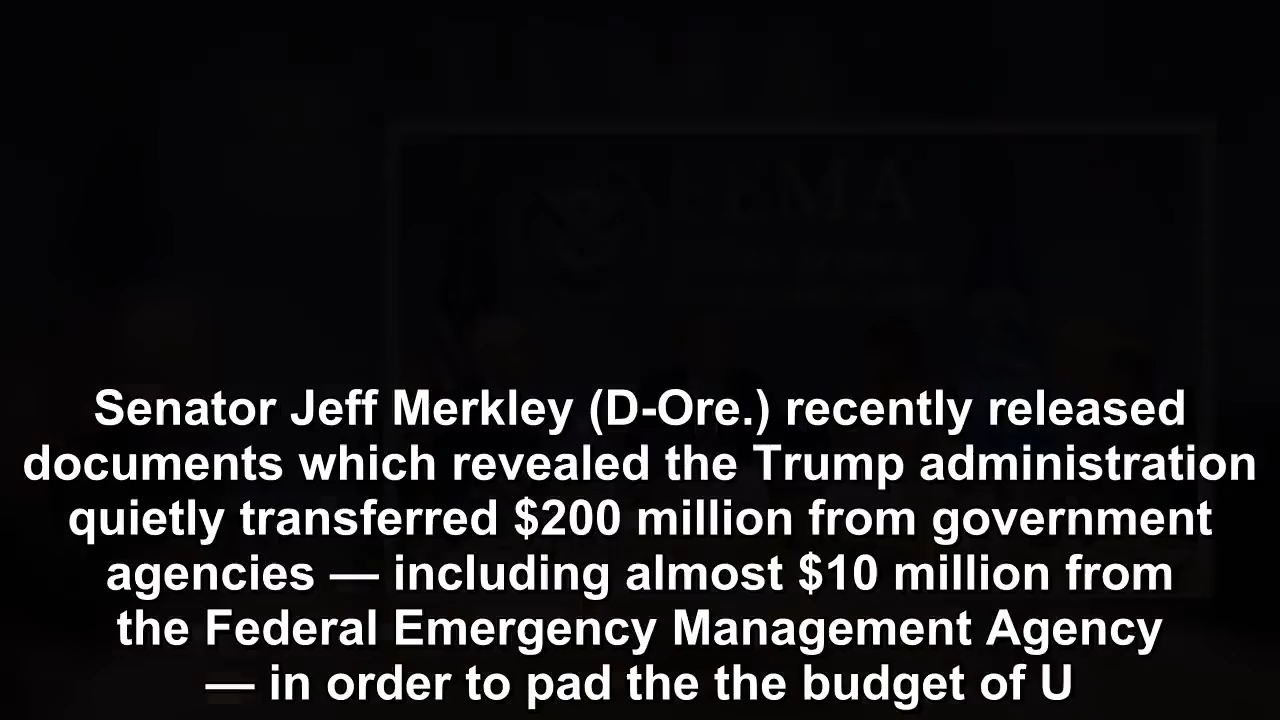 FEMA
Senator Jeff Merkley (D-Ore.) recently released
documents which revealed the Trump administration
quietly transferred $200 million from government
agencies — including almost $10 million from
the Federal Emergency Management Agency
— in order to pad the the budget of U